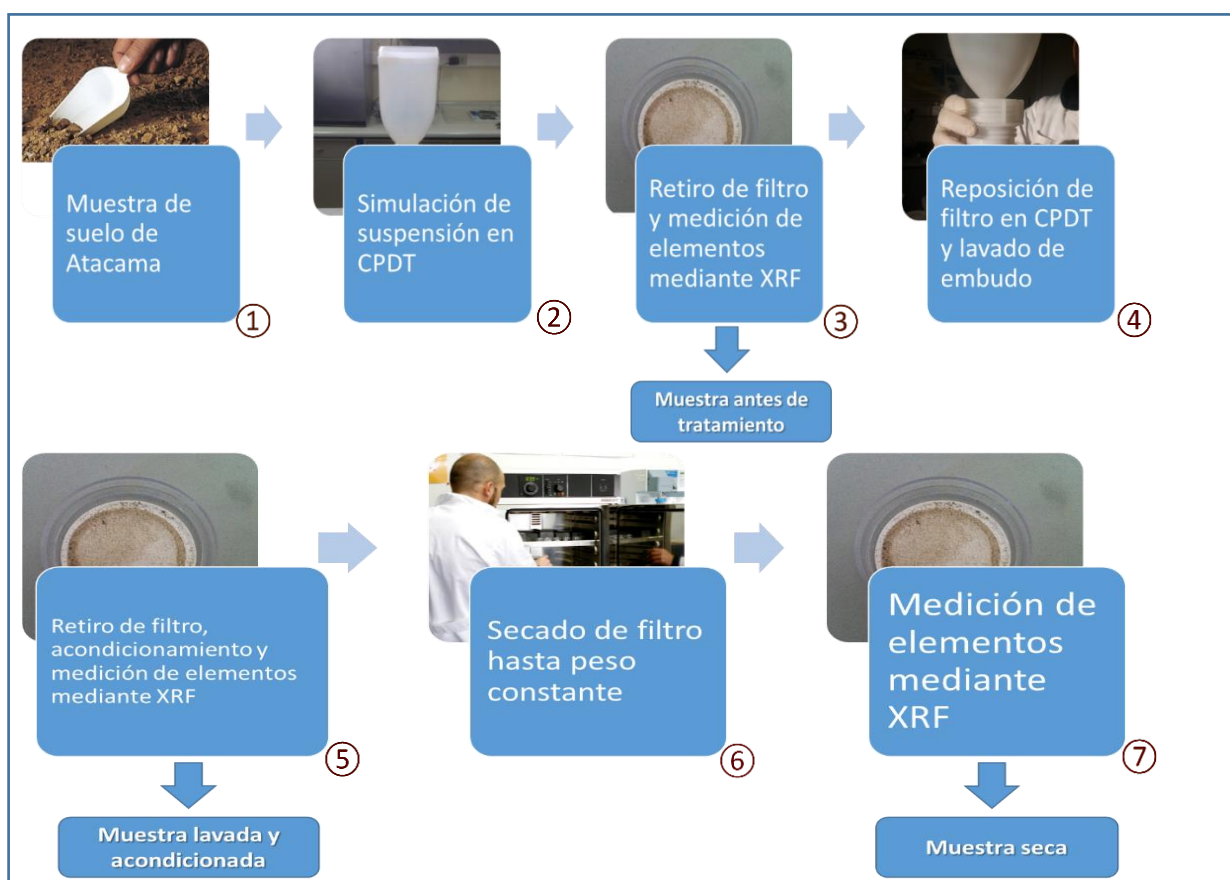 Muestra de
suelo de
Atacama
①
Simulación de
suspensión en
CPDT
②
Retiro de filtro
y medición de
elementos
mediante XRF
③
Reposición de
filtro en CPDT
y lavado de
embudo
④
Muestra antes de
tratamiento
Retiro de filtro,
acondicionamiento y
medición de elementos
mediante XRF
⑤
Secado de filtro
hasta peso
constante
⑥
Medición de
elementos
mediante
XRF
⑦
Muestra lavada y
acondicionada
Muestra seca